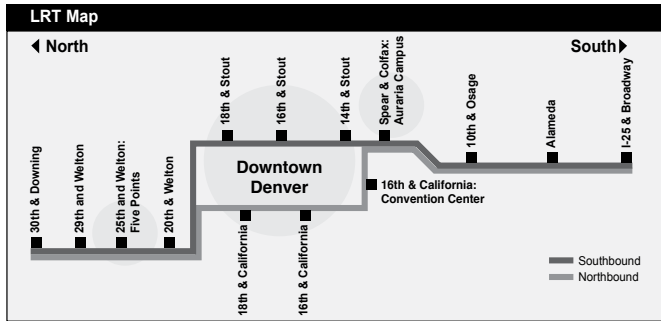 LRT Map
North
South
30th & Downing
29th and Welton
25th and Welton:
Five Points
20th & Welton
18th & Stout
16th & Stout
14th & Stout
Spear & Colfax:
Auraria Campus
10th & Osage
Alameda
I-25 & Broadway
Downtown
Denver
16th & California:
Convention Center
18th & California
16th & California
Southbound
Northbound